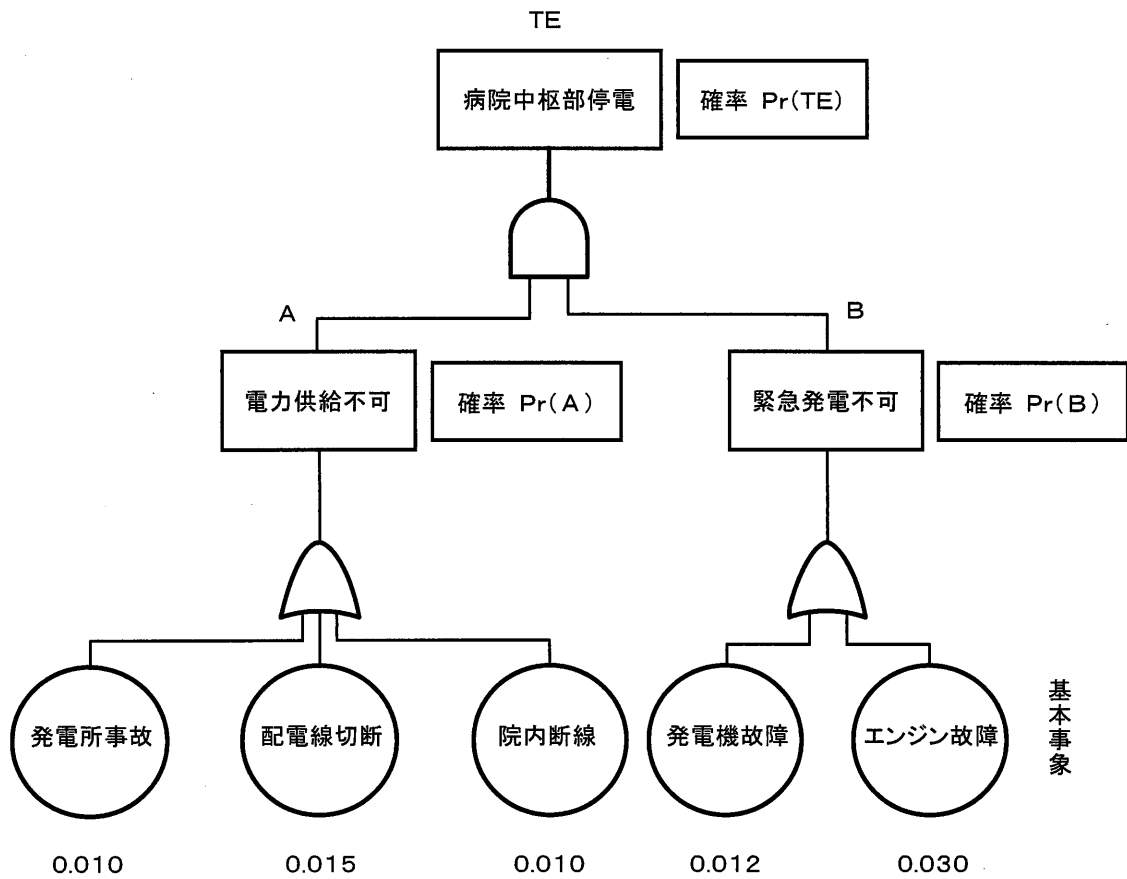 TE
病院中枢部停電
確率 Pr(TE)
A
B
電力供給不可
確率 Pr(A)
緊急発電不可
確率 Pr(B)
発電所事故
配電線切断
院内断線
発電機故障
エンジン故障
基本事象
0.010
0.015
0.010
0.012
0.030